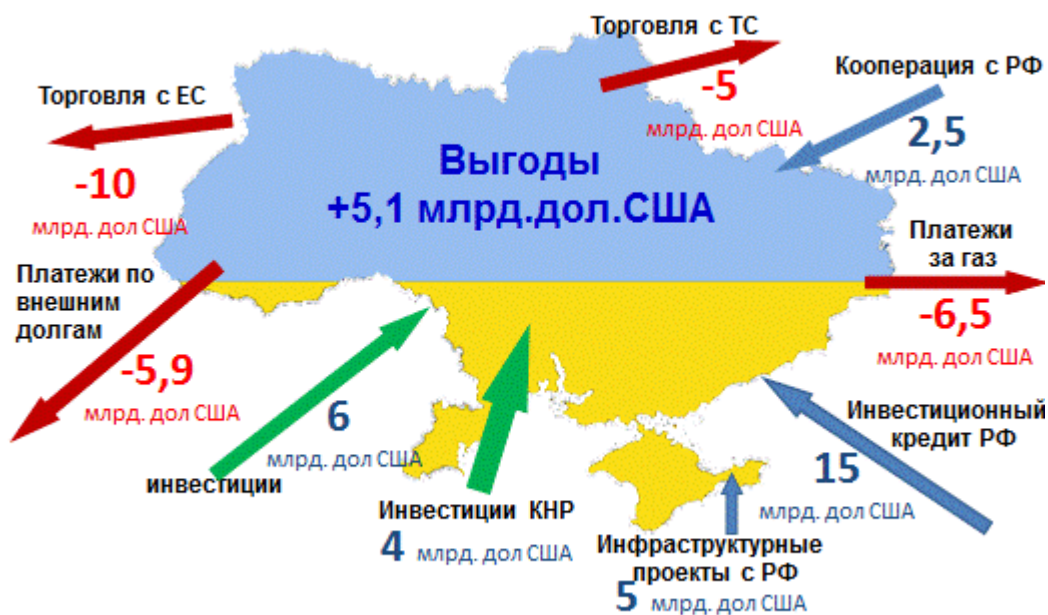 Торговля с ТС
-5
млрд. дол США
Кооперация с РФ
2,5
млрд. дол США
Торговля с ЕС
-10
млрд. дол США
Выгоды
+5,1 млрд.дол.США
Платежи
за газ
-6,5
млрд. дол США
Платежи по
внешним
долгам
-5,9
млрд. дол США
6
млрд. дол США
инвестиции
Инвестиции КНР
4 млрд. дол США
Инфраструктурные
проекты с РФ
5 млрд. дол США
Инвестиционный
кредит РФ
15
млрд. дол США